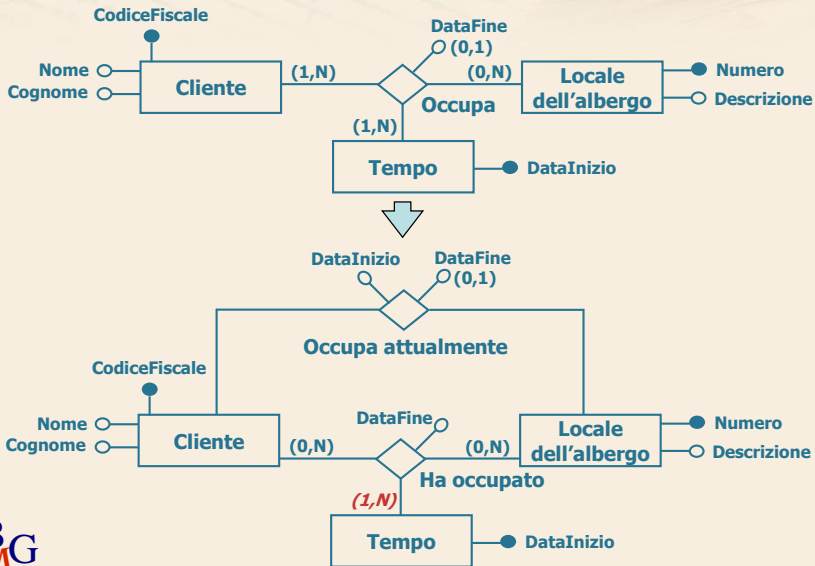 CodiceFiscale
DataFine
(0,1)
Nome
Cognome
Cliente
(1,N)
(0,N)
Locale
dell'albergo
Numero
Descrizione
Occupa
(1,N)
Tempo
DataInizio
DataInizio
DataFine
(0,1)
Occupa attualmente
CodiceFiscale
Nome
Cognome
Cliente
(0,N)
DataFine
(0,N)
Locale
dell'albergo
Numero
Descrizione
Ha occupato
(1,N)
Tempo
DataInizio